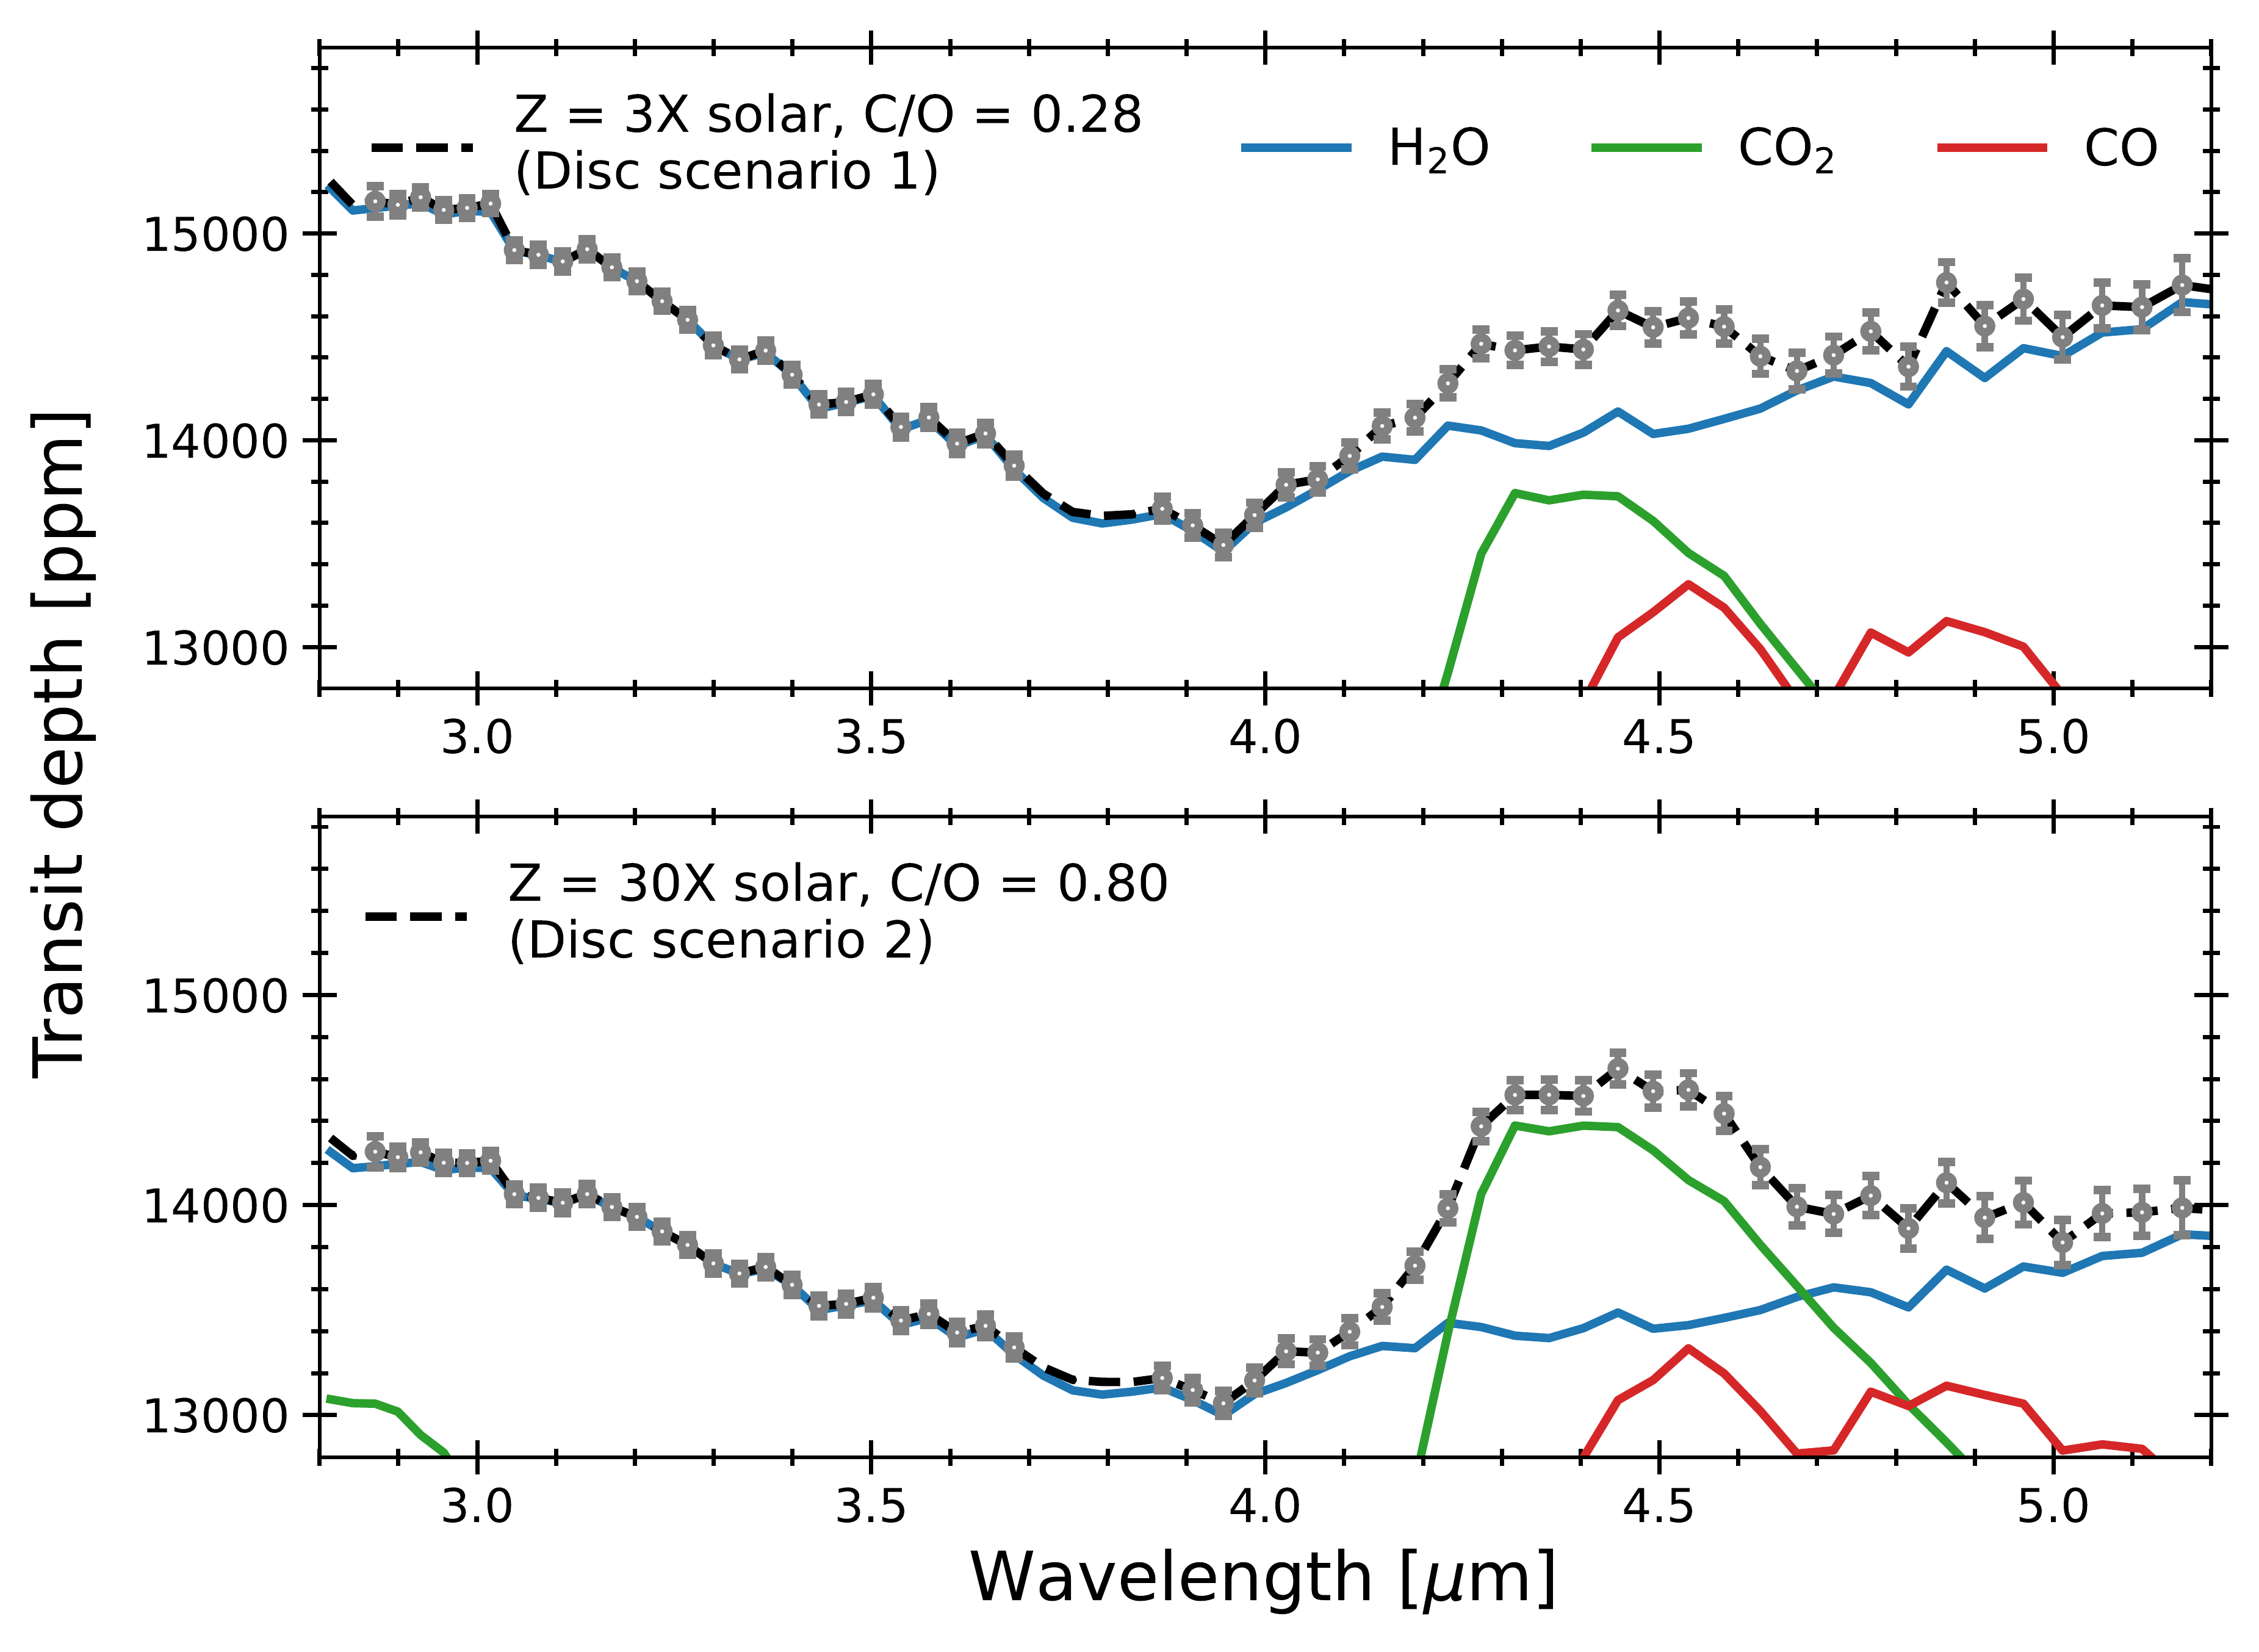 Z = 3X solar, C/O = 0.28
(Disc scenario 1)
H₂O
CO₂
CO
15000
14000
13000
3.0
3.5
4.0
4.5
5.0
Transit depth [ppm]
Z = 30X solar, C/O = 0.80
(Disc scenario 2)
15000
14000
13000
3.0
3.5
4.0
4.5
5.0
Wavelength [μm]